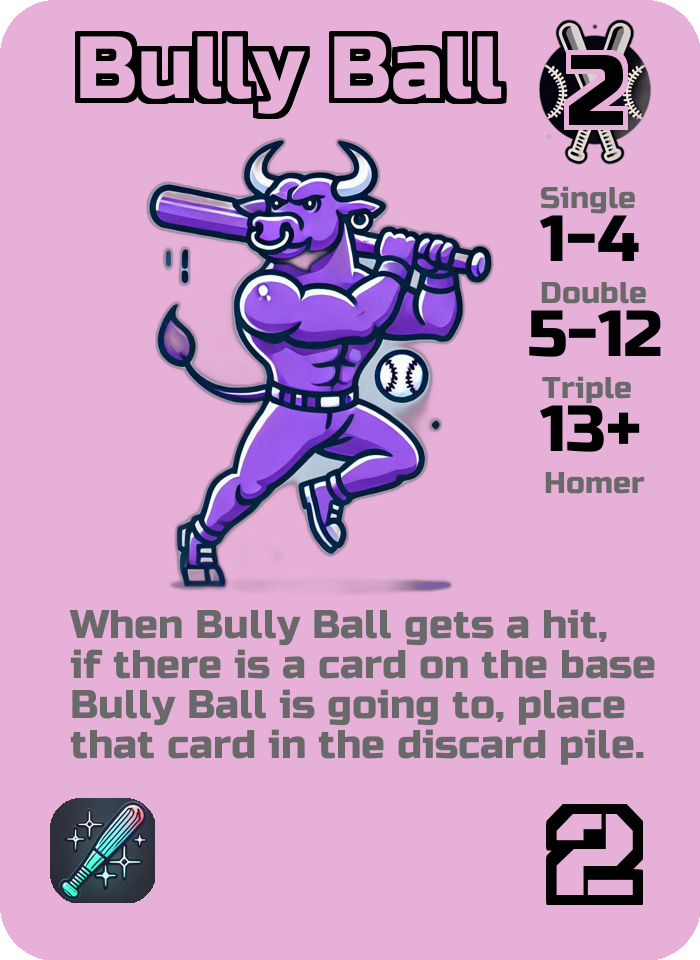 Bully Ball
2
Single
1-4
Double
5-12
Triple
13+
Homer
When Bully Ball gets a hit,
if there is a card on the base
Bully Ball is going to, place
that card in the discard pile.
2